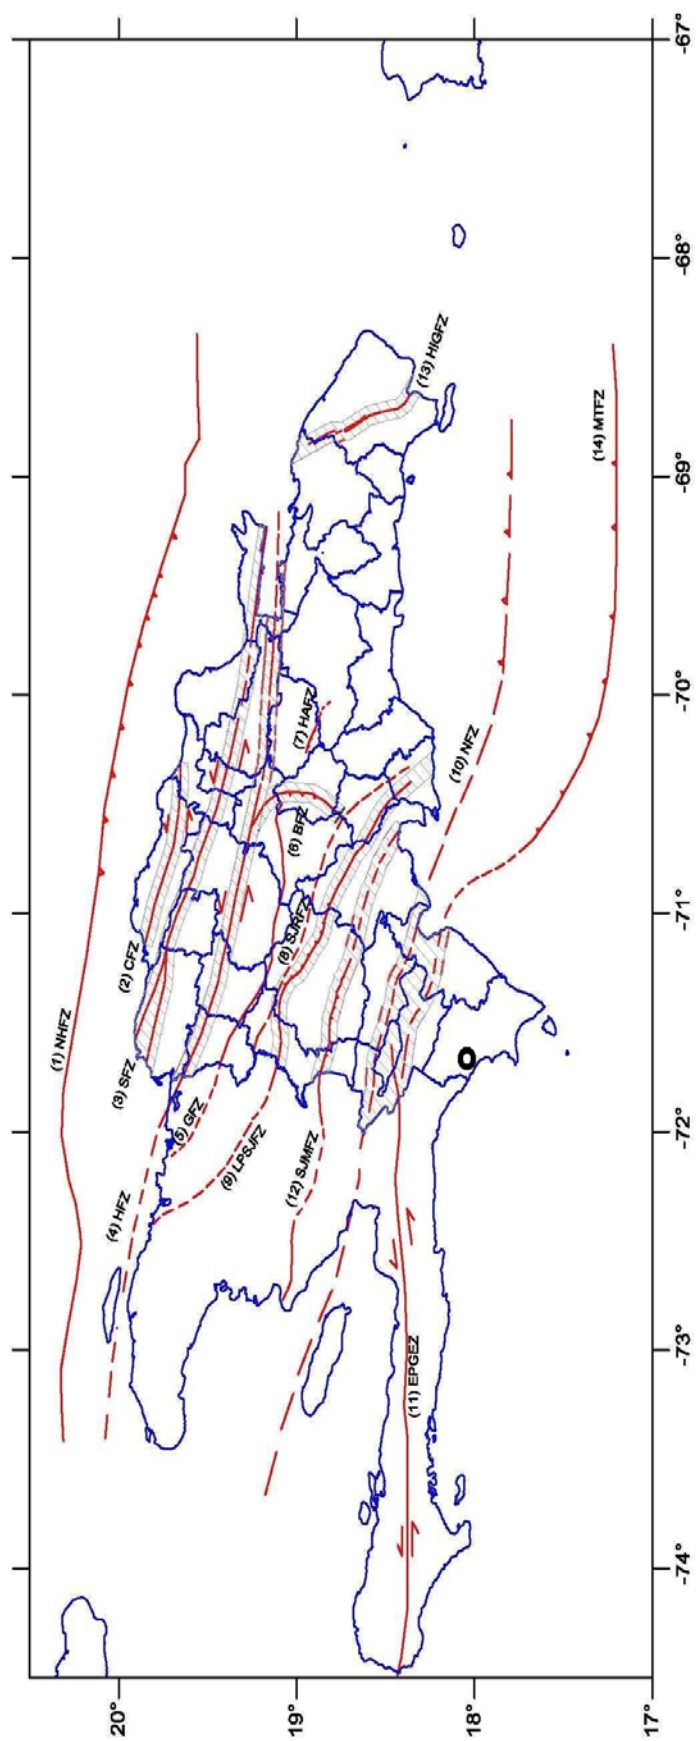 20°
19°
18°
17°
-74°
-73°
-72°
-71°
-70°
-69°
-68°
-67°
(1) NHFZ
(2) CFZ
(3) SFZ
(4) HFZ
(5) GFZ
(6) BFZ
(7) HAFZ
(8) SJRFZ
(9) LPSJFZ
(10) NFZ
(11) EPGEZ
(12) SJMFZ
(13) HIGFZ
(14) MTFZ